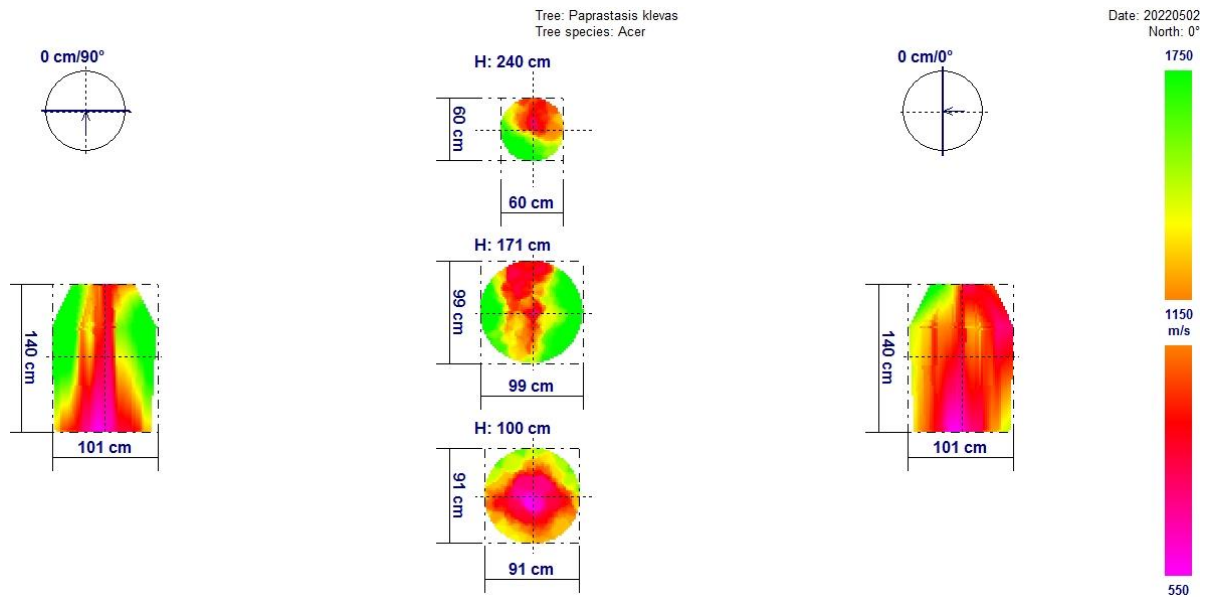 Tree: Paprastasis klevas
Tree species: Acer
Date: 20220502
North: 0°
0 cm/90°
H: 240 cm
60 cm
60 cm
0 cm/0°
1750
H: 171 cm
99 cm
99 cm
140 cm
101 cm
140 cm
101 cm
1150
m/s
H: 100 cm
91 cm
91 cm
550